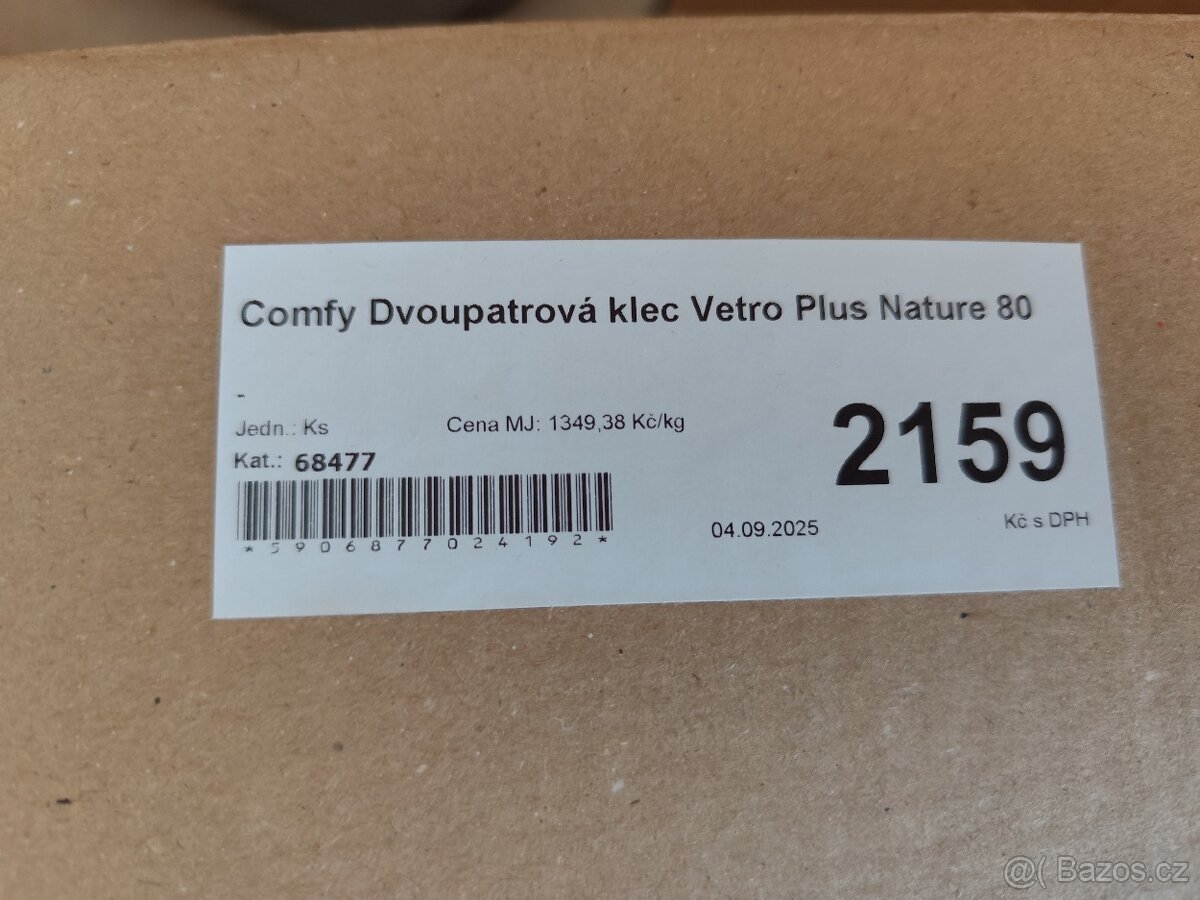 Comfy Dvoupatrová klec Vetro Plus Nature 80
-
Jedn.: Ks
Cena MJ: 1349,38 Kč/kg
2159
Kat.: 68477
*5906877024192*
04.09.2025
Kč s DPH
@( Bazos.cz